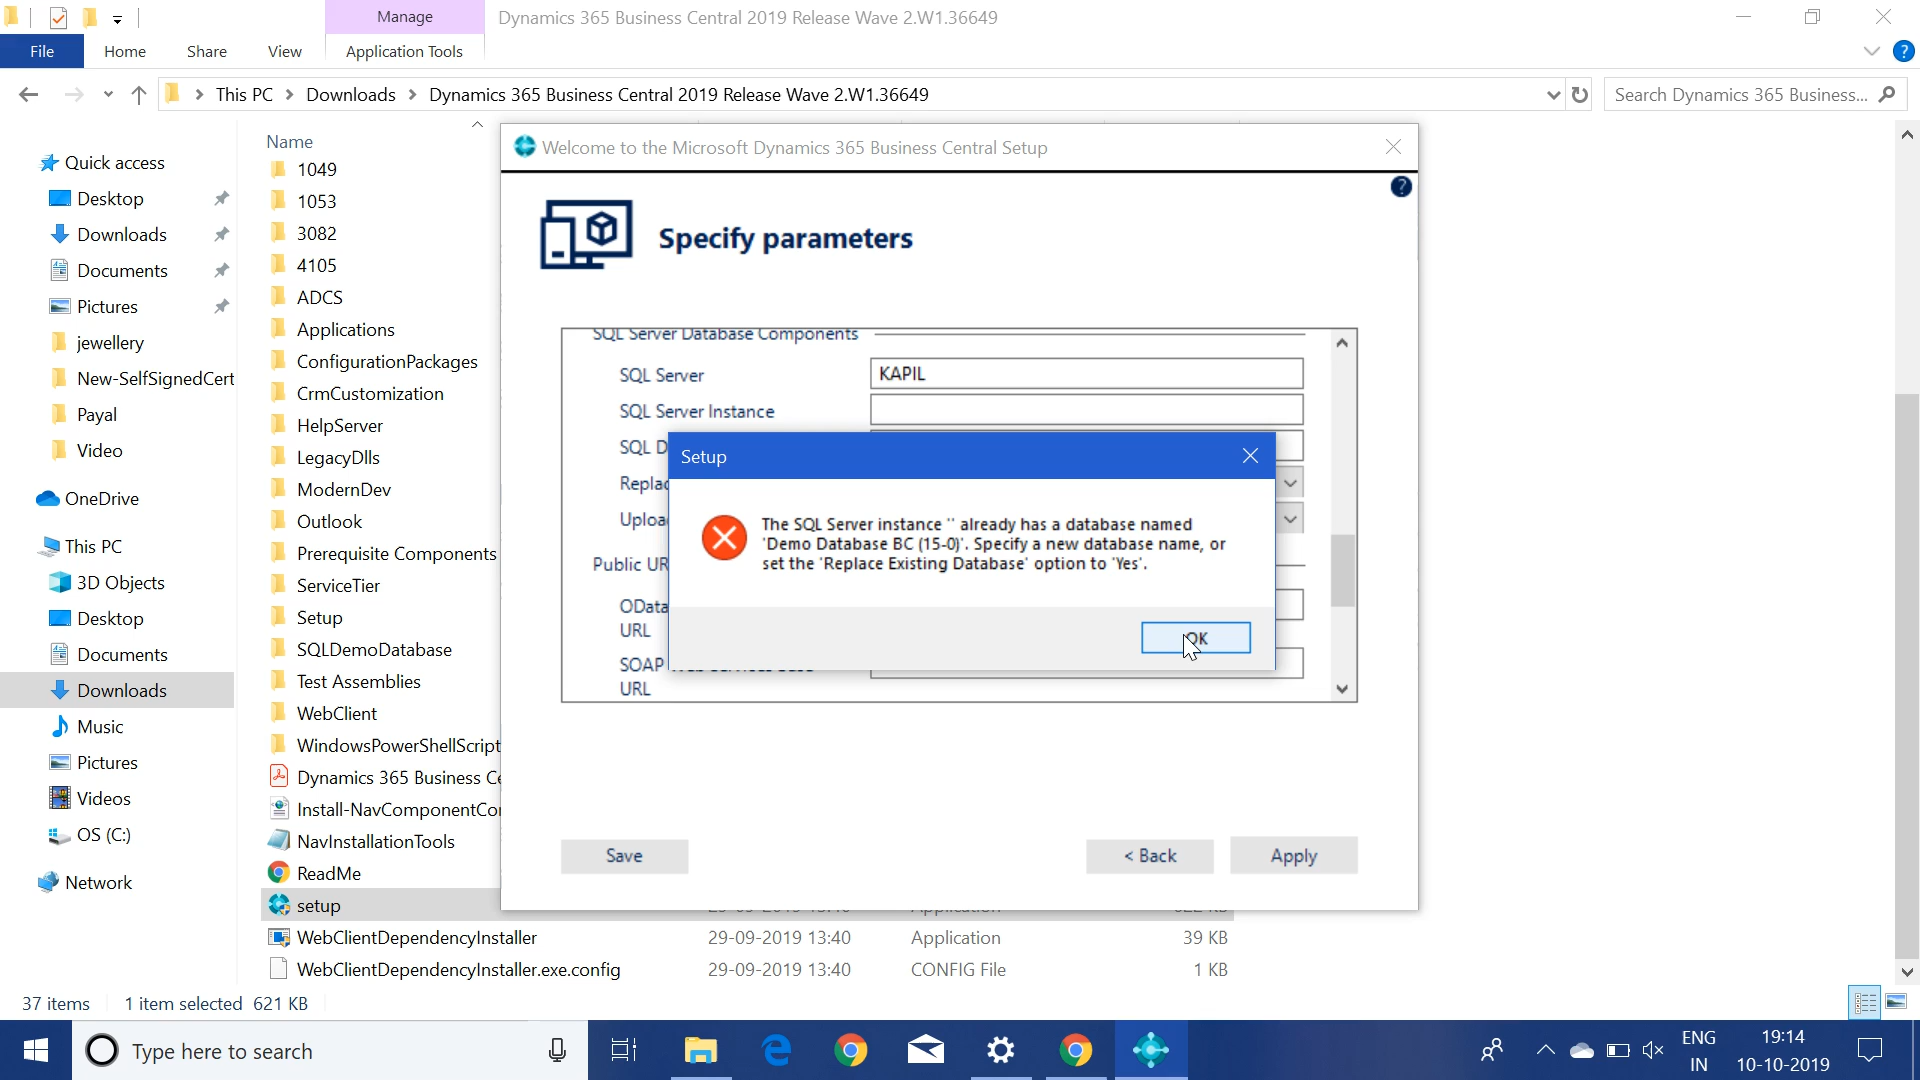 Manage
Dynamics 365 Business Central 2019 Release Wave 2.W1.36649
File
Home
Share
View
Application Tools
This PC
Downloads
Dynamics 365 Business Central 2019 Release Wave 2.W1.36649
Search Dynamics 365 Business...
Quick access
Desktop
Downloads
Documents
Pictures
jewellery
New-SelfSignedCert
Payal
Video
OneDrive
This PC
3D Objects
Desktop
Documents
Downloads
Music
Pictures
Videos
OS (C:)
Network
Name
1049
1053
3082
4105
ADCS
Applications
ConfigurationPackages
CrmCustomization
HelpServer
LegacyDlls
ModernDev
Outlook
Prerequisite Components
ServiceTier
Setup
SQLDemoDatabase
Test Assemblies
WebClient
WindowsPowerShellScript
Dynamics 365 Business Ce
Install-NavComponentCo
NavInstallationTools
ReadMe
setup
WebClientDependencyInstaller 29-09-2019 13:40 Application 39 KB
WebClientDependencyInstaller.exe.config 29-09-2019 13:40 CONFIG File 1 KB
Welcome to the Microsoft Dynamics 365 Business Central Setup
?
Specify parameters
SQL Server Database Components
SQL Server
KAPIL
SQL Server Instance
SQL D
Replac
Uploa
Public UR
OData
URL
SOAP
URL
Setup
The SQL Server instance '' already has a database named
'Demo Database BC (15-0)'. Specify a new database name, or
set the 'Replace Existing Database' option to 'Yes'.
OK
Save
< Back
Apply
37 items
1 item selected 621 KB
Type here to search
ENG
IN
19:14
10-10-2019